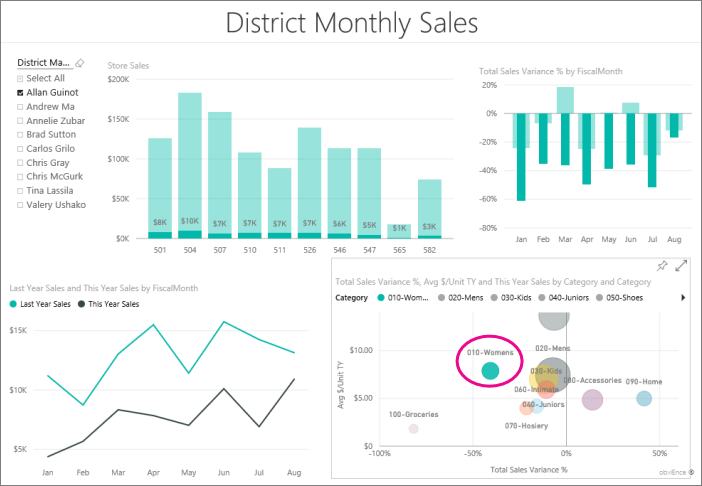 District Monthly Sales
District Ma...
Select All
Allan Guinot
Andrew Ma
Annelie Zubar
Brad Sutton
Carlos Grilo
Chris Gray
Chris McGurk
Tina Lassila
Valery Ushako
Store Sales
$200K
$150K
$100K
$50K
$0K
$8K $10K $7K $7K $7K $7K $6K $5K $1K $3K
501 504 507 510 511 526 546 547 565 582
Total Sales Variance % by FiscalMonth
20%
0%
-20%
-40%
-60%
-80%
Jan Feb Mar Apr May Jun Jul Aug
Last Year Sales and This Year Sales by FiscalMonth
Last Year Sales This Year Sales
$15K
$10K
$5K
Jan Feb Mar Apr May Jun Jul Aug
Total Sales Variance %, Avg $/Unit TY and This Year Sales by Category and Category
Category 010-Wom... 020-Mens 030-Kids 040-Juniors 050-Shoes
Avg $/Unit TY
$10.00
$5.00
$0
010-Womens
020-Mens
030-Kids
080-Accessories
090-Home
060-Intimate
040-Juniors
100-Groceries
070-Hosiery
-100% -50% 0% 50%
Total Sales Variance %
obviEnce ®